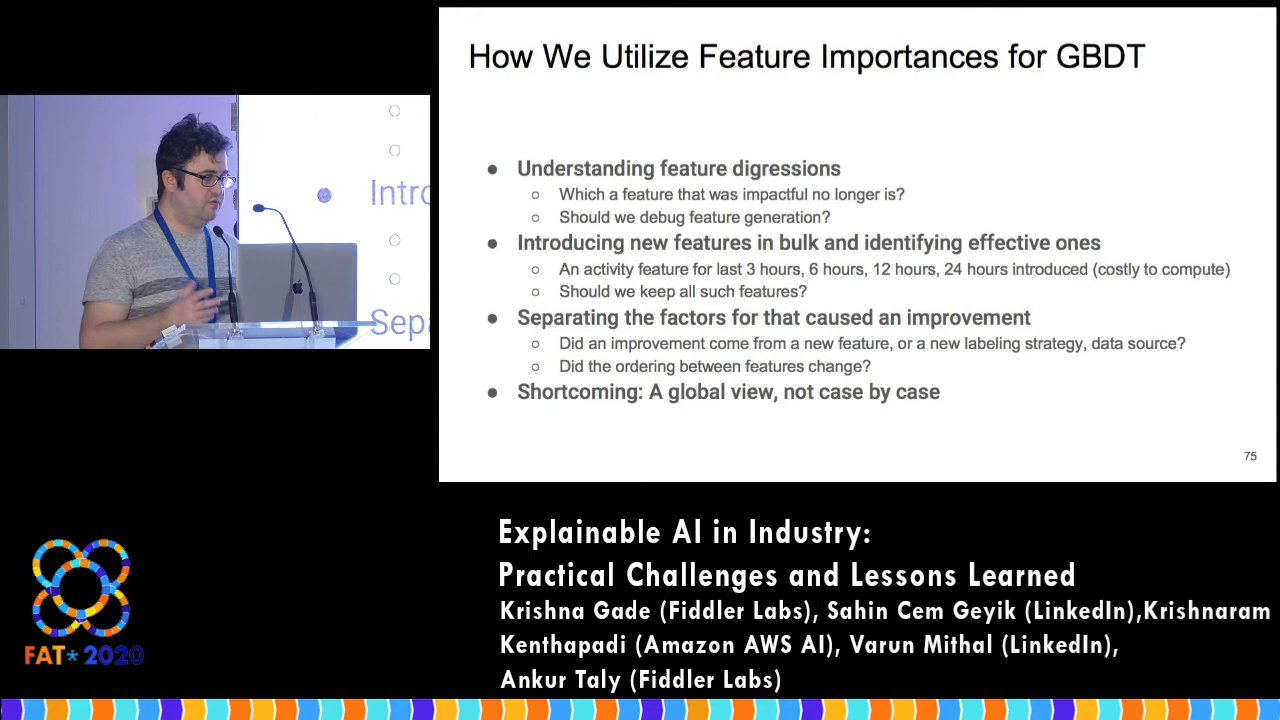 How We Utilize Feature Importances for GBDT
● Understanding feature digressions
○ Which a feature that was impactful no longer is?
○ Should we debug feature generation?
● Introducing new features in bulk and identifying effective ones
○ An activity feature for last 3 hours, 6 hours, 12 hours, 24 hours introduced (costly to compute)
○ Should we keep all such features?
● Separating the factors for that caused an improvement
○ Did an improvement come from a new feature, or a new labeling strategy, data source?
○ Did the ordering between features change?
● Shortcoming: A global view, not case by case
75
Intro
Sep
Explainable AI in Industry:
Practical Challenges and Lessons Learned
Krishna Gade (Fiddler Labs), Sahin Cem Geyik (LinkedIn),Krishnaram
Kenthapadi (Amazon AWS AI), Varun Mithal (LinkedIn),
Ankur Taly (Fiddler Labs)
FAT* 2020